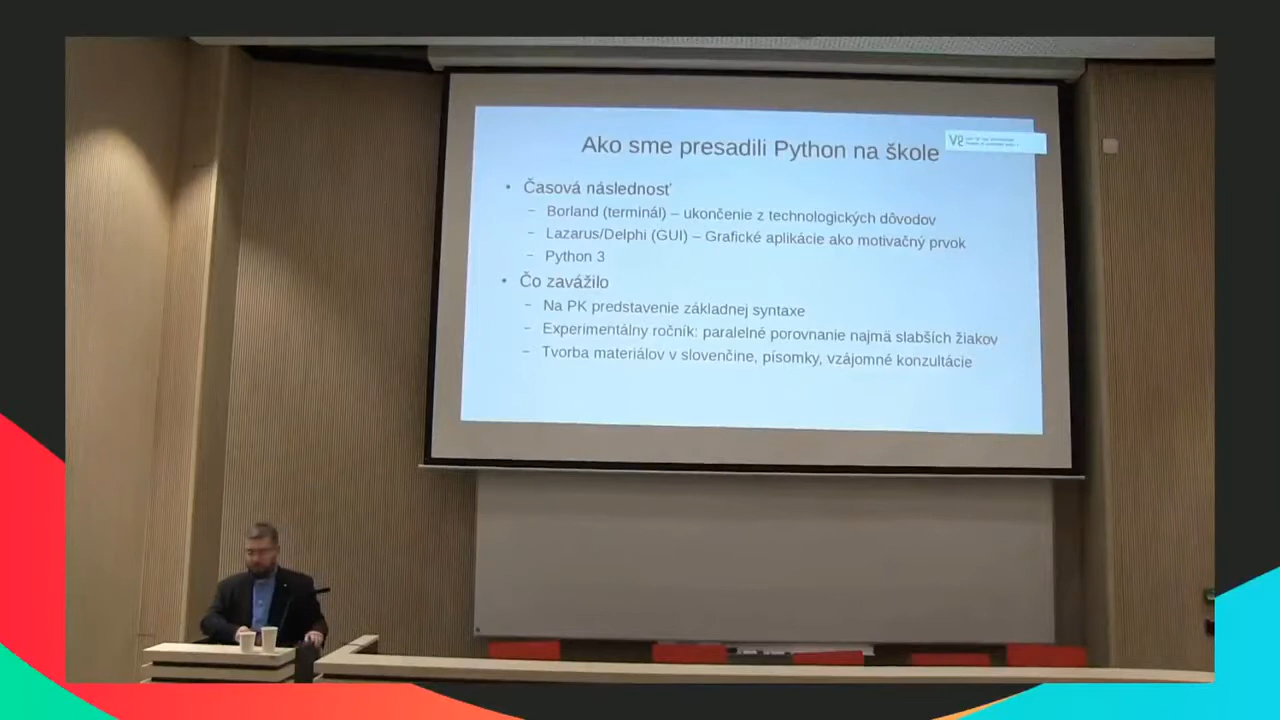 Ako sme presadili Python na škole
• Časová následnosť
– Borland (terminál) – ukončenie z technologických dôvodov
– Lazarus/Delphi (GUI) – Grafické aplikácie ako motivačný prvok
– Python 3
• Čo zavážilo
– Na PK predstavenie základnej syntaxe
– Experimentálny ročník: paralelné porovnanie najmä slabších žiakov
– Tvorba materiálov v slovenčine, písomky, vzájomné konzultácie